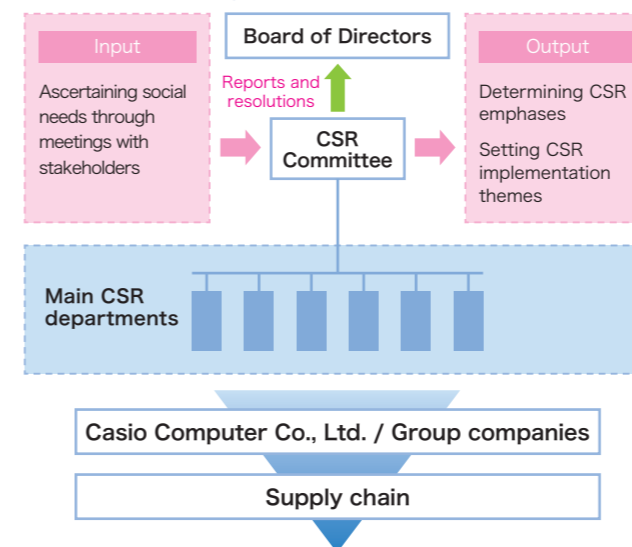 Input
Ascertaining social
needs through
meetings with
stakeholders
Board of Directors
Reports and
resolutions
CSR
Committee
Output
Determining CSR
emphases
Setting CSR
implementation
themes
Main CSR
departments
Casio Computer Co., Ltd. / Group companies
Supply chain